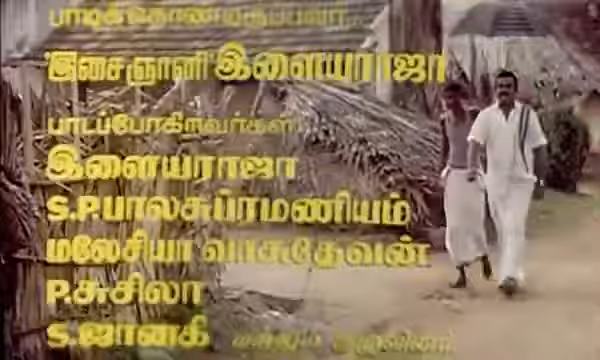 'இசைஞானி' இளையராஜா
பாடப்போகிறவர்கள்
இளையராஜா
S.P.பாலசுப்ரமணியம்
மலேசியா வாசுதேவன்
P.சுசிலா
S.ஜானகி